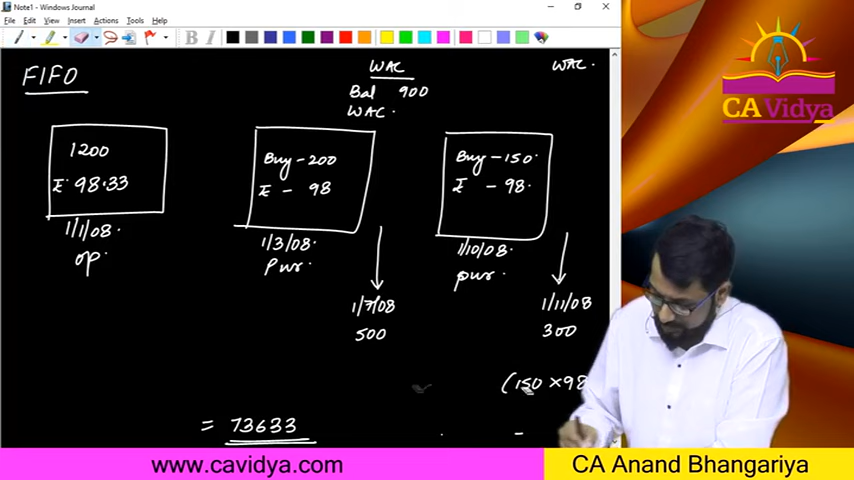 Note1 - Windows Journal
File Edit View Insert Actions Tools Help
B I
FIFO
WAC
Bal 900
WAC.
WAC.
1200
I 98.33
1/1/08.
op.
Buy - 200
I - 98
1/3/08.
Pur.
Buy - 150.
I - 98.
1/10/08.
pur.
1/7/08
500
1/11/08
300
(150 × 98
= 73633
CA Vidya
www.cavidya.com
CA Anand Bhangariya